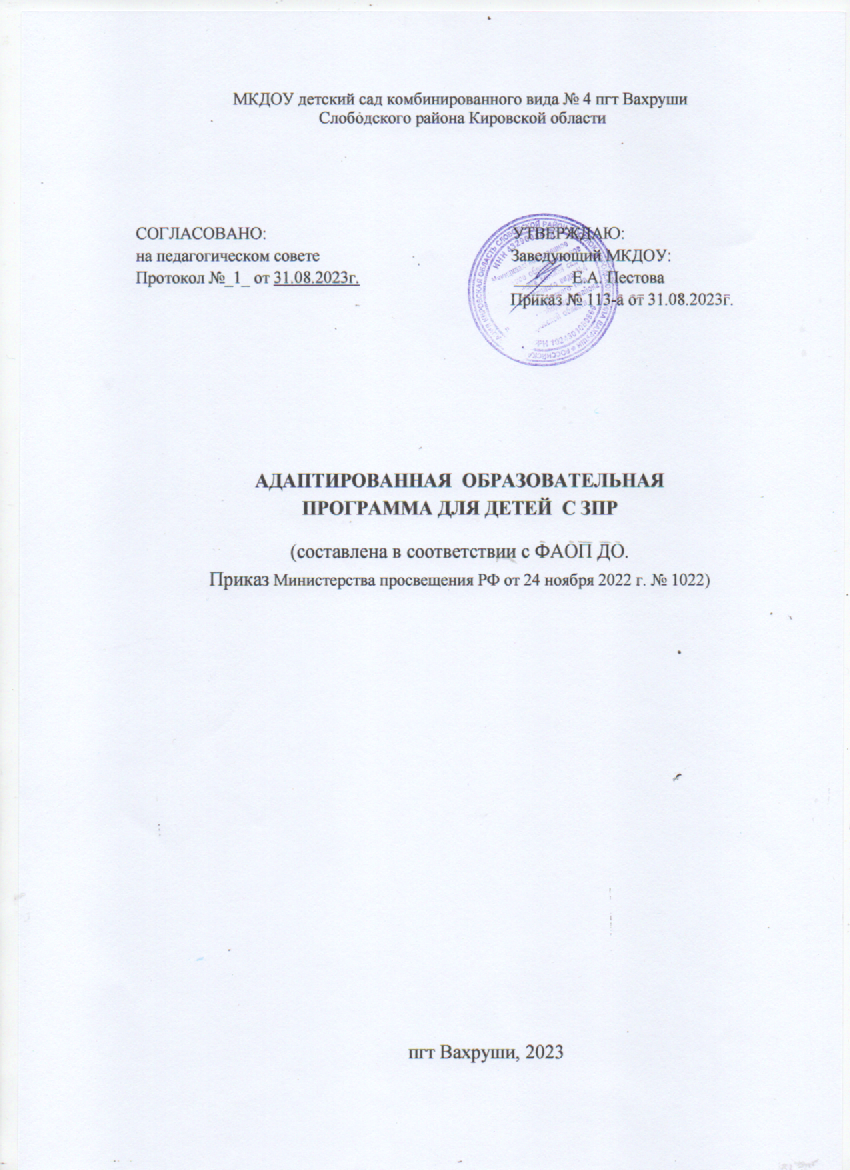 МКДОУ детский сад комбинированного вида № 4 пгт Вахруши
Слободского района Кировской области
СОГЛАСОВАНО:
на педагогическом совете
Протокол №_1_ от 31.08.2023г.
УТВЕРЖДАЮ:
Заведующий МКДОУ:
Е.А. Пестова
Приказ № 113-а от 31.08.2023г.
АДАПТИРОВАННАЯ ОБРАЗОВАТЕЛЬНАЯ
ПРОГРАММА ДЛЯ ДЕТЕЙ С ЗПР
(составлена в соответствии с ФАОП ДО.
Приказ Министерства просвещения РФ от 24 ноября 2022 г. № 1022)
пгт Вахруши, 2023